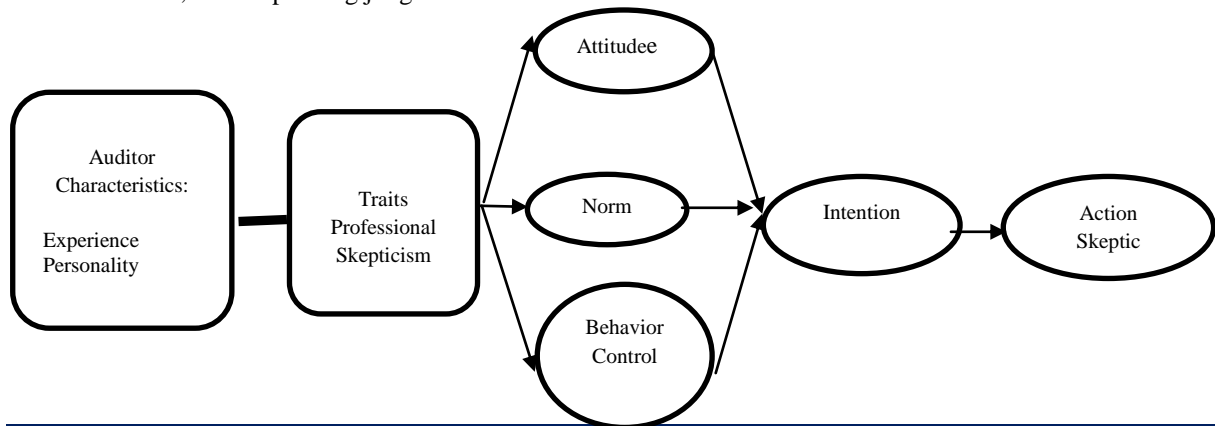 Attitudee
Auditor
Characteristics:
Experience
Personality
Traits
Professional
Skepticism
Norm
Intention
Action
Skeptic
Behavior
Control